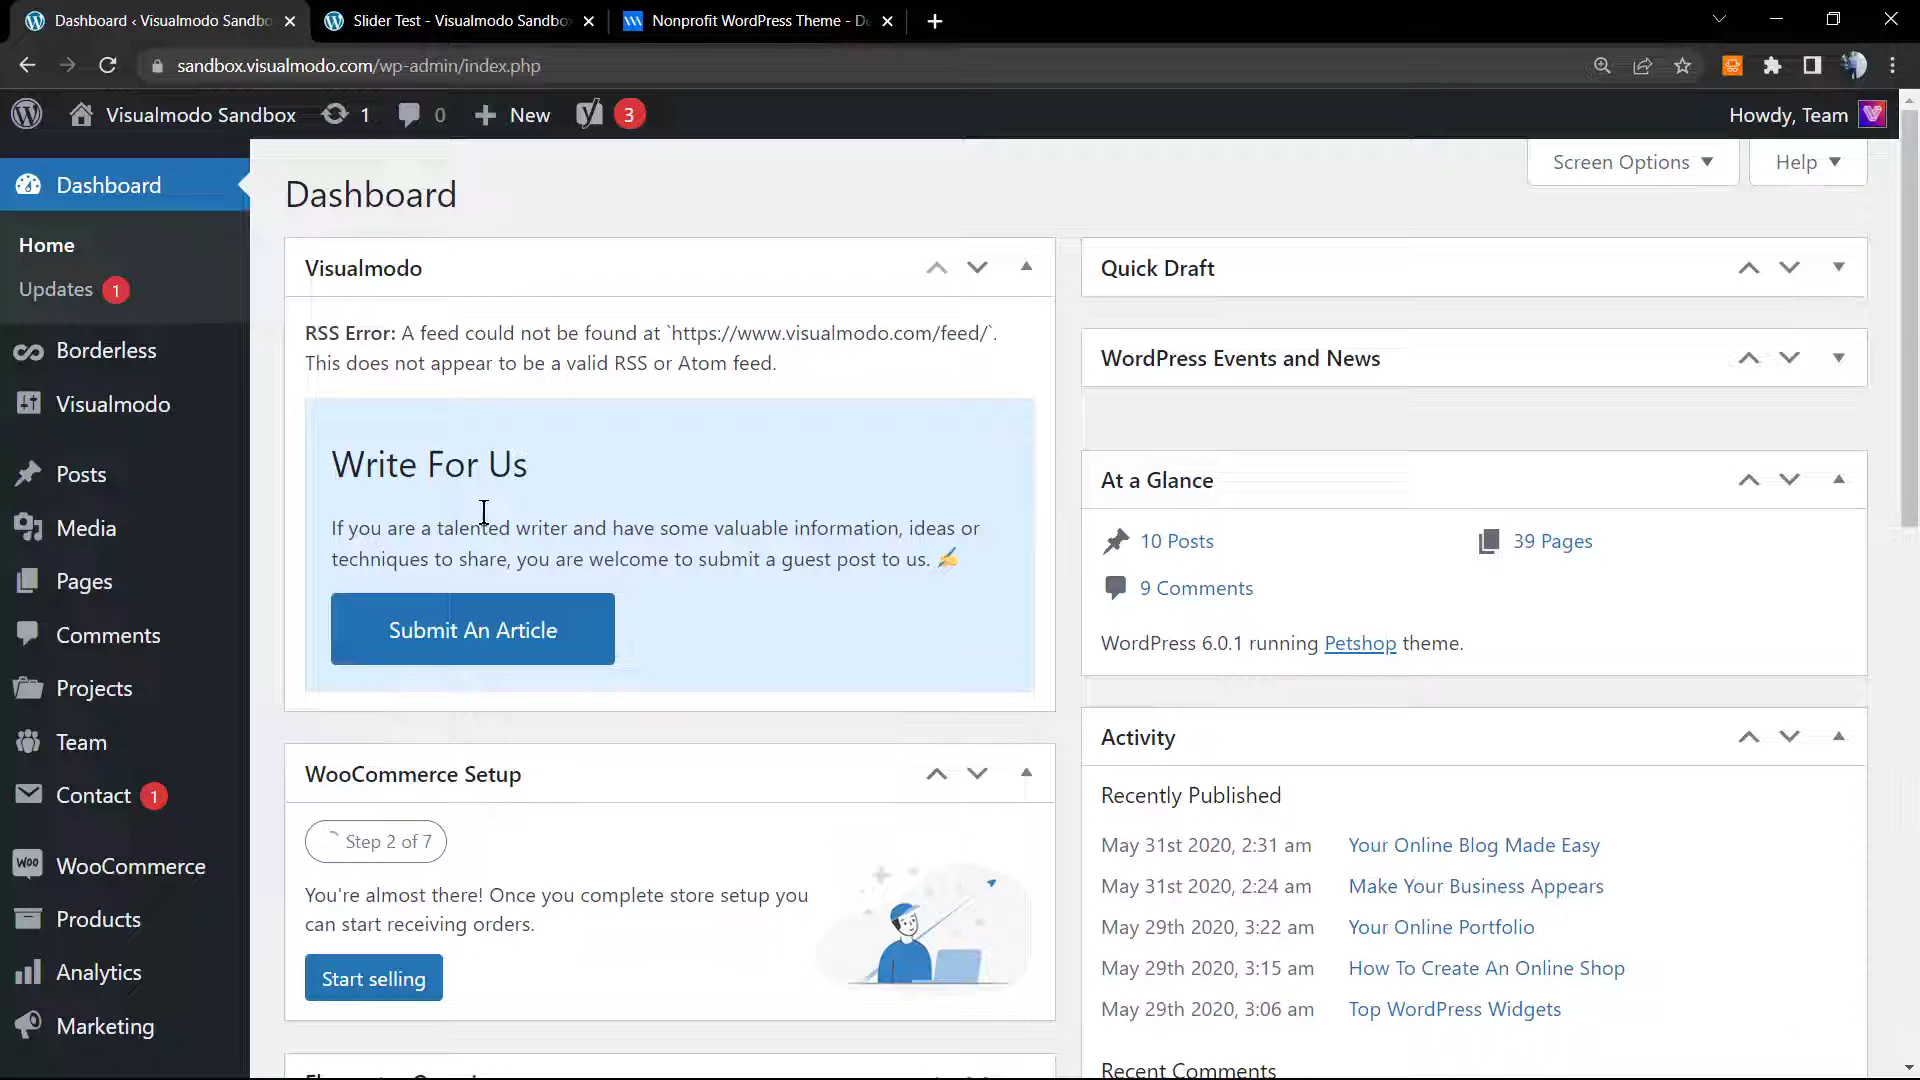 Dashboard ‹ Visualmodo Sandbo
Slider Test - Visualmodo Sandbo
Nonprofit WordPress Theme - De
sandbox.visualmodo.com/wp-admin/index.php
Visualmodo Sandbox
1
0
New
3
Howdy, Team
Screen Options
Help
Dashboard
Home
Updates 1
Borderless
Visualmodo
Posts
Media
Pages
Comments
Projects
Team
Contact 1
WooCommerce
Products
Analytics
Marketing
Dashboard
Visualmodo
RSS Error: A feed could not be found at `https://www.visualmodo.com/feed/`.
This does not appear to be a valid RSS or Atom feed.
Write For Us
If you are a talented writer and have some valuable information, ideas or
techniques to share, you are welcome to submit a guest post to us. ✍
Submit An Article
WooCommerce Setup
Step 2 of 7
You're almost there! Once you complete store setup you
can start receiving orders.
Start selling
Quick Draft
WordPress Events and News
At a Glance
10 Posts
39 Pages
9 Comments
WordPress 6.0.1 running Petshop theme.
Activity
Recently Published
May 31st 2020, 2:31 am Your Online Blog Made Easy
May 31st 2020, 2:24 am Make Your Business Appears
May 29th 2020, 3:22 am Your Online Portfolio
May 29th 2020, 3:15 am How To Create An Online Shop
May 29th 2020, 3:06 am Top WordPress Widgets
Recent Comments